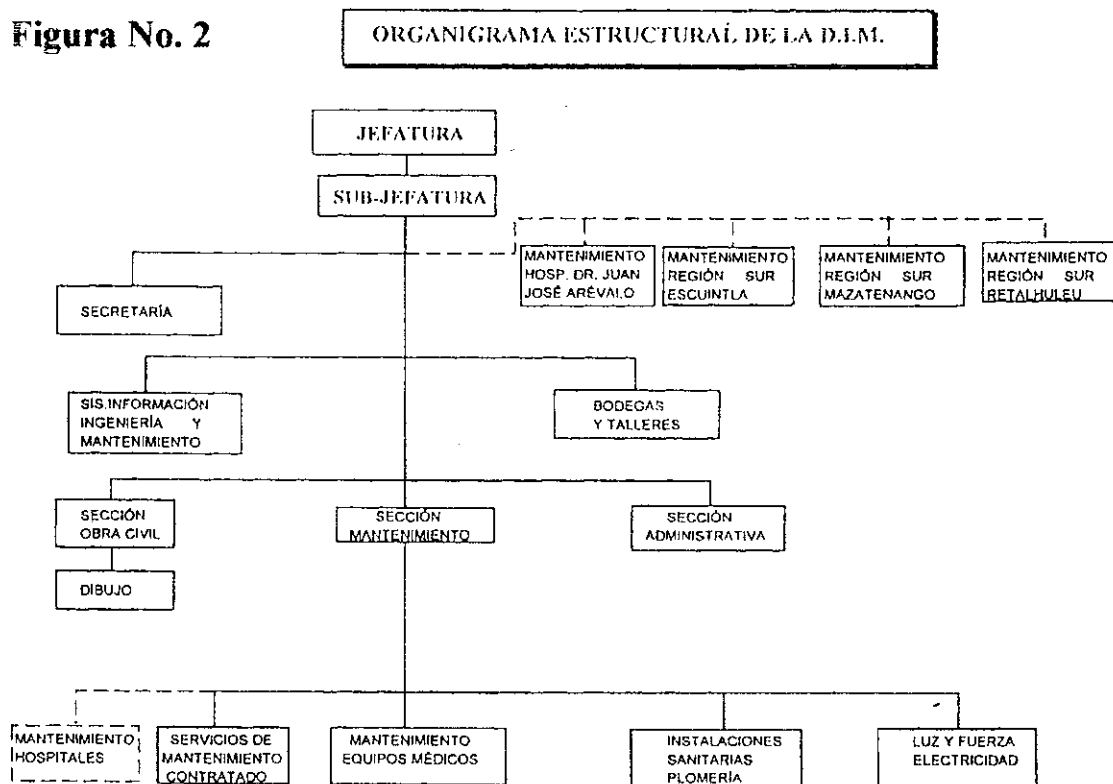 Figura No. 2
ORGANIGRAMA ESTRUCTURAL DE LA D.I.M.
JEFATURA
SUB-JEFATURA
MANTENIMIENTO
HOSP. DR. JUAN
JOSÉ ARÉVALO
MANTENIMIENTO
REGIÓN SUR
ESCUINTLA
MANTENIMIENTO
REGIÓN SUR
MAZATENANGO
MANTENIMIENTO
REGIÓN SUR
RETALHULEU
SECRETARÍA
SIS.INFORMACIÓN
INGENIERÍA Y
MANTENIMIENTO
BODEGAS
Y TALLERES
SECCIÓN
OBRA CIVIL
SECCIÓN
MANTENIMIENTO
SECCIÓN
ADMINISTRATIVA
DIBUJO
MANTENIMIENTO
HOSPITALES
SERVICIOS DE
MANTENIMIENTO
CONTRATADO
MANTENIMIENTO
EQUIPOS MÉDICOS
INSTALACIONES
SANITARIAS
PLOMERÍA
LUZ Y FUERZA
ELECTRICIDAD